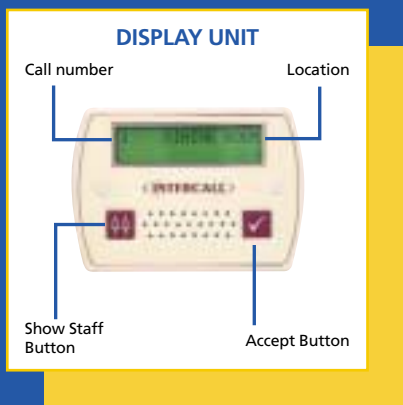 DISPLAY UNIT
Call number
Location
INTERCALL
Show Staff
Button
Accept Button